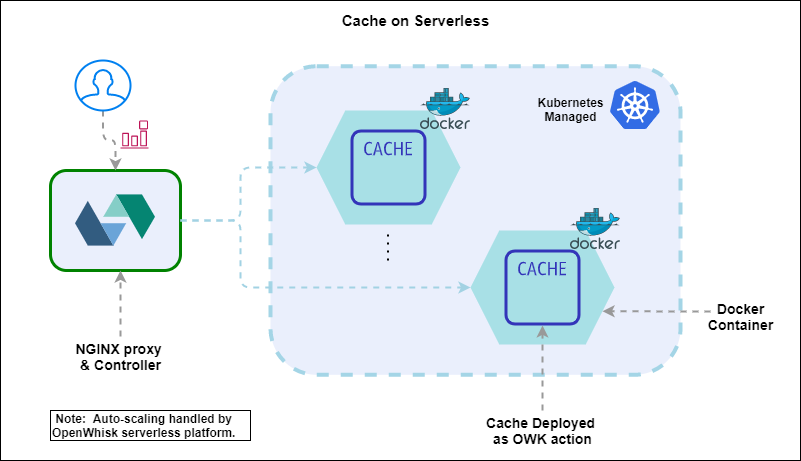 Cache on Serverless
docker
Kubernetes
Managed
CACHE
docker
CACHE
Docker
Container
NGINX proxy
& Controller
Note:  Auto-scaling handled by
OpenWhisk serverless platform.
Cache Deployed
as OWK action